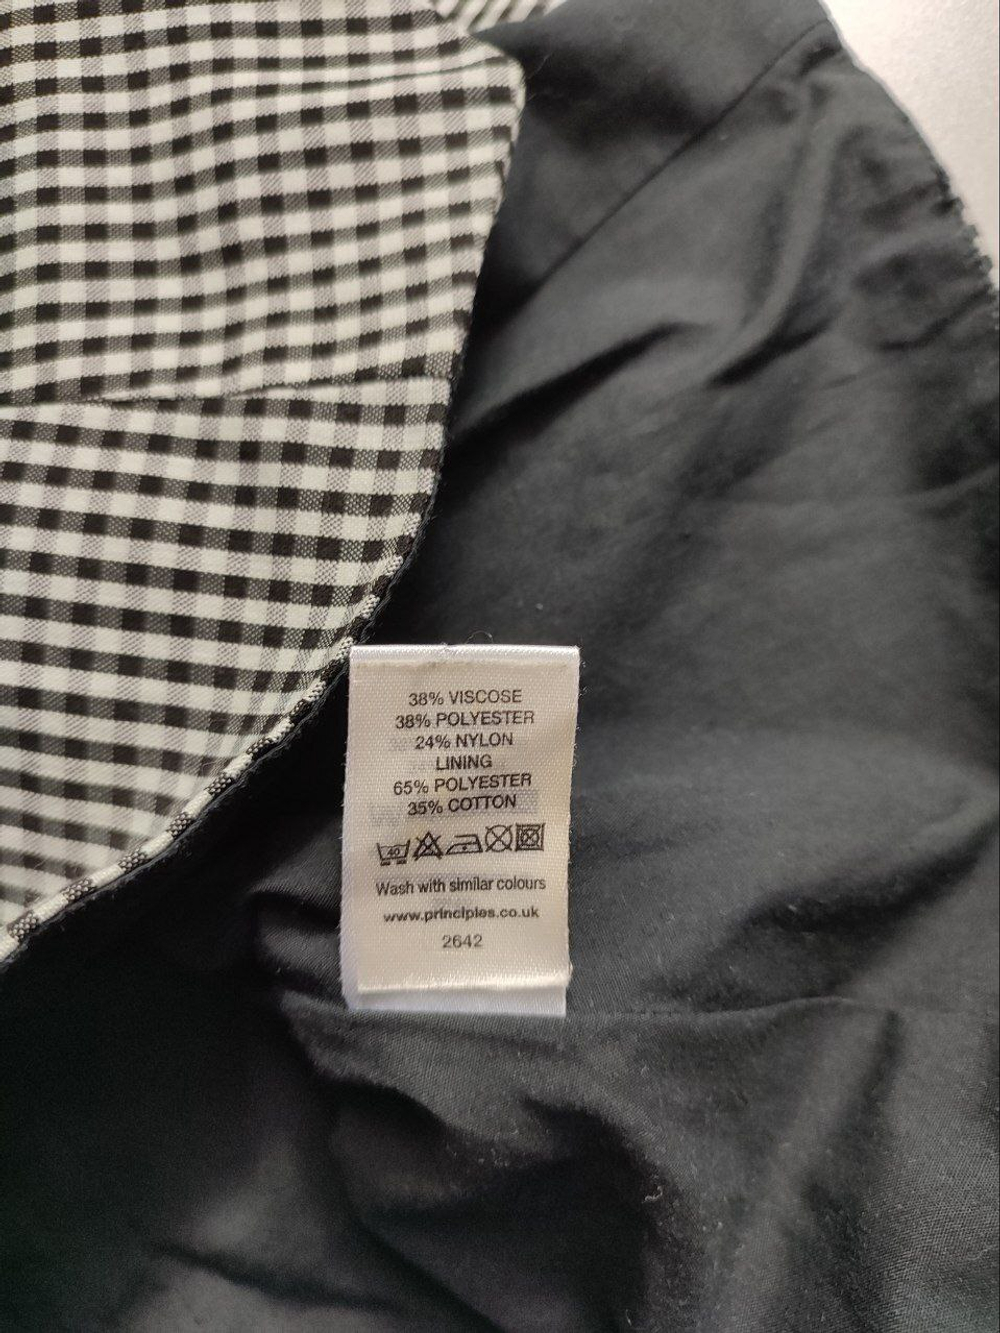 38% VISCOSE
38% POLYESTER
24% NYLON
LINING
65% POLYESTER
35% COTTON
40
Wash with similar colours
www.principles.co.uk
2642